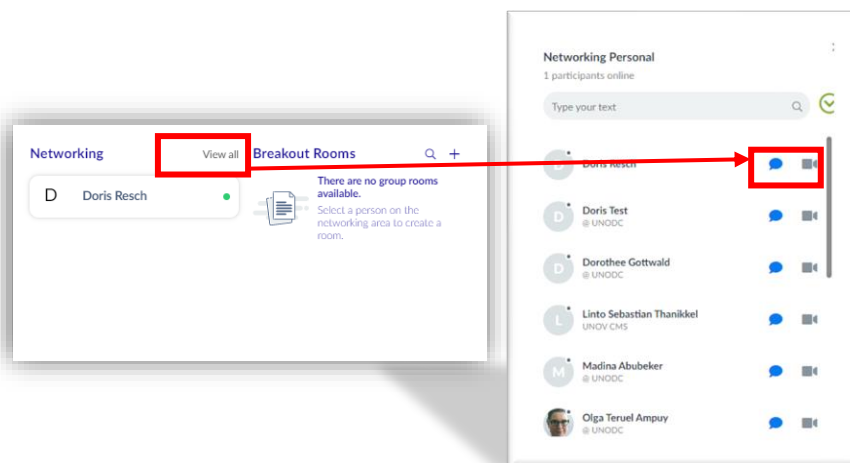 Networking
View all
D
Doris Resch
Breakout Rooms
There are no group rooms
available.
Select a person on the
networking area to create a
room.
Networking Personal
1 participants online
Type your text
D
Doris Resch
D
Doris Test
@ UNODC
D
Dorothee Gottwald
@ UNODC
L
Linto Sebastian Thanikkel
UNOV CMS
M
Madina Abubeker
@ UNODC
Olga Teruel Ampuy
@ UNODC